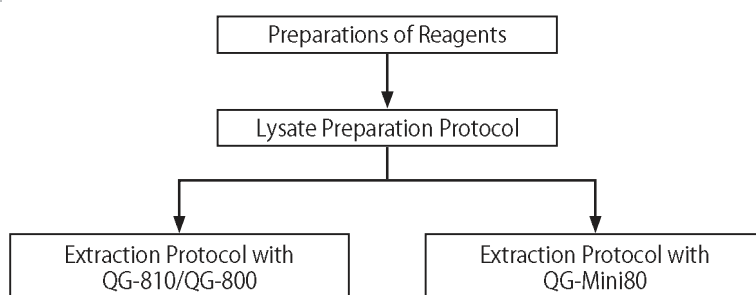 Preparations of Reagents
Lysate Preparation Protocol
Extraction Protocol with
QG-810/QG-800
Extraction Protocol with
QG-Mini80